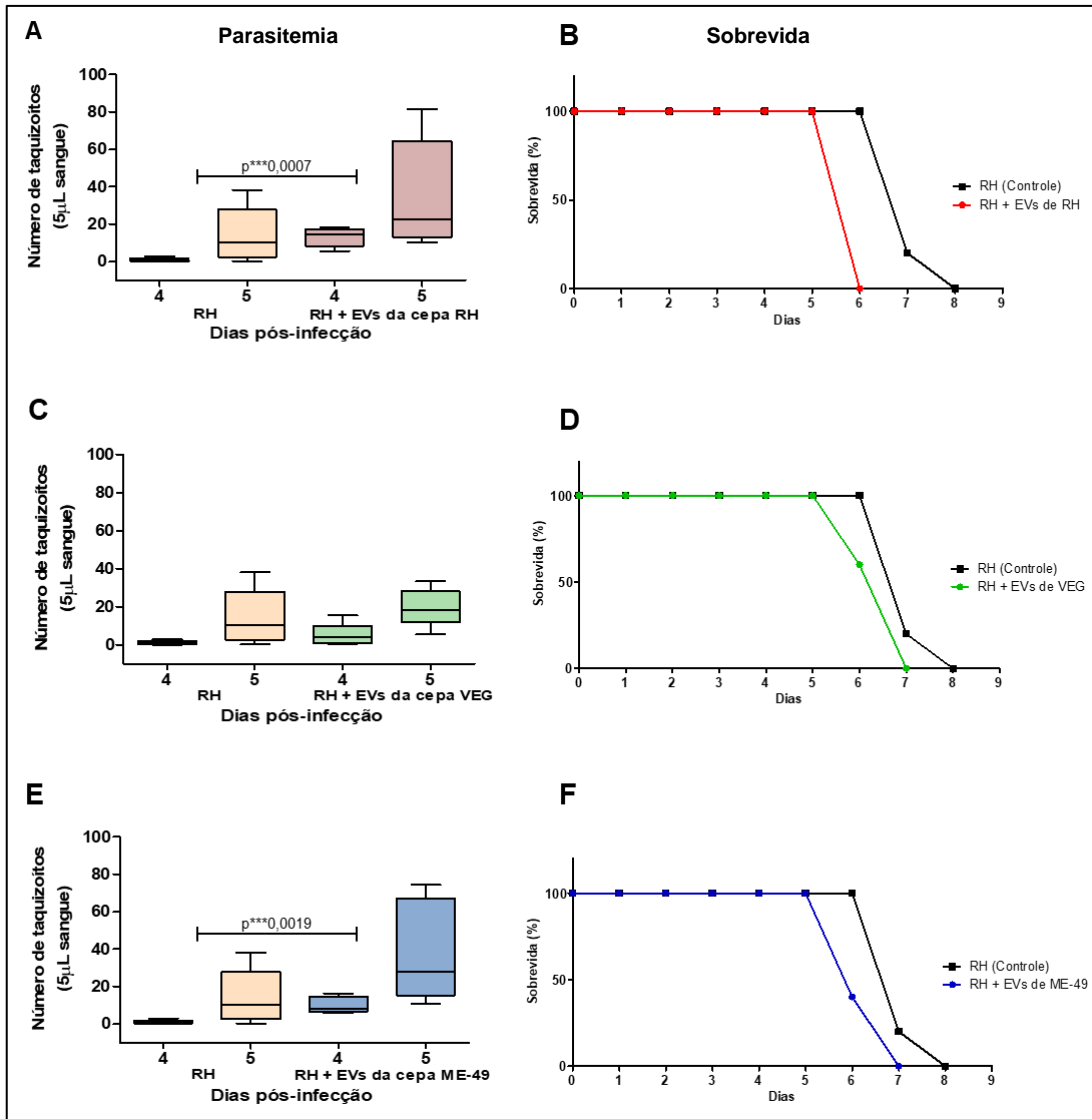 A
Parasitemia
Número de taquizoítos
(5µL sangue)
100
80
60
40
20
0
p***0,0007
4
5
4
5
RH
RH + EVs da cepa RH
Dias pós-infecção
B
Sobrevida
Sobrevida (%)
100
50
0
0 1 2 3 4 5 6 7 8 9
Dias
RH (Controle)
RH + EVs de RH
C
Número de taquizoítos
(5µL sangue)
100
80
60
40
20
0
4
5
4
5
RH
RH + EVs da cepa VEG
Dias pós-infecção
D
Sobrevida (%)
100
50
0
0 1 2 3 4 5 6 7 8 9
Dias
RH (Controle)
RH + EVs de VEG
E
Número de taquizoítos
(5µL sangue)
100
80
60
40
20
0
p***0,0019
4
5
4
5
RH
RH + EVs da cepa ME-49
Dias pós-infecção
F
Sobrevida (%)
100
50
0
0 1 2 3 4 5 6 7 8 9
Dias
RH (Controle)
RH + EVs de ME-49